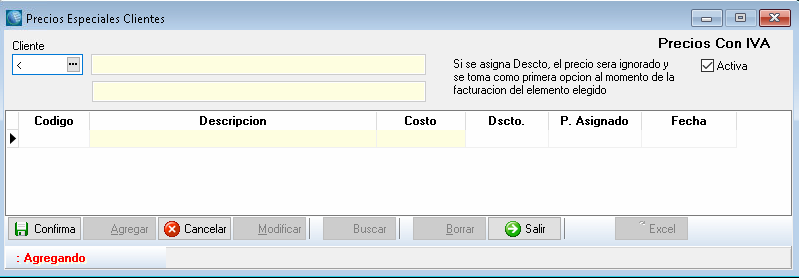 Precios Especiales Clientes
Cliente
Precios Con IVA
< ...
Si se asigna Descto, el precio sera ignorado y
se toma como primera opcion al momento de la
facturacion del elemento elegido
Activa
Codigo Descripcion Costo Dscto. P. Asignado Fecha
Confirma Agregar Cancelar Modificar Buscar Borrar Salir Excel
: Agregando